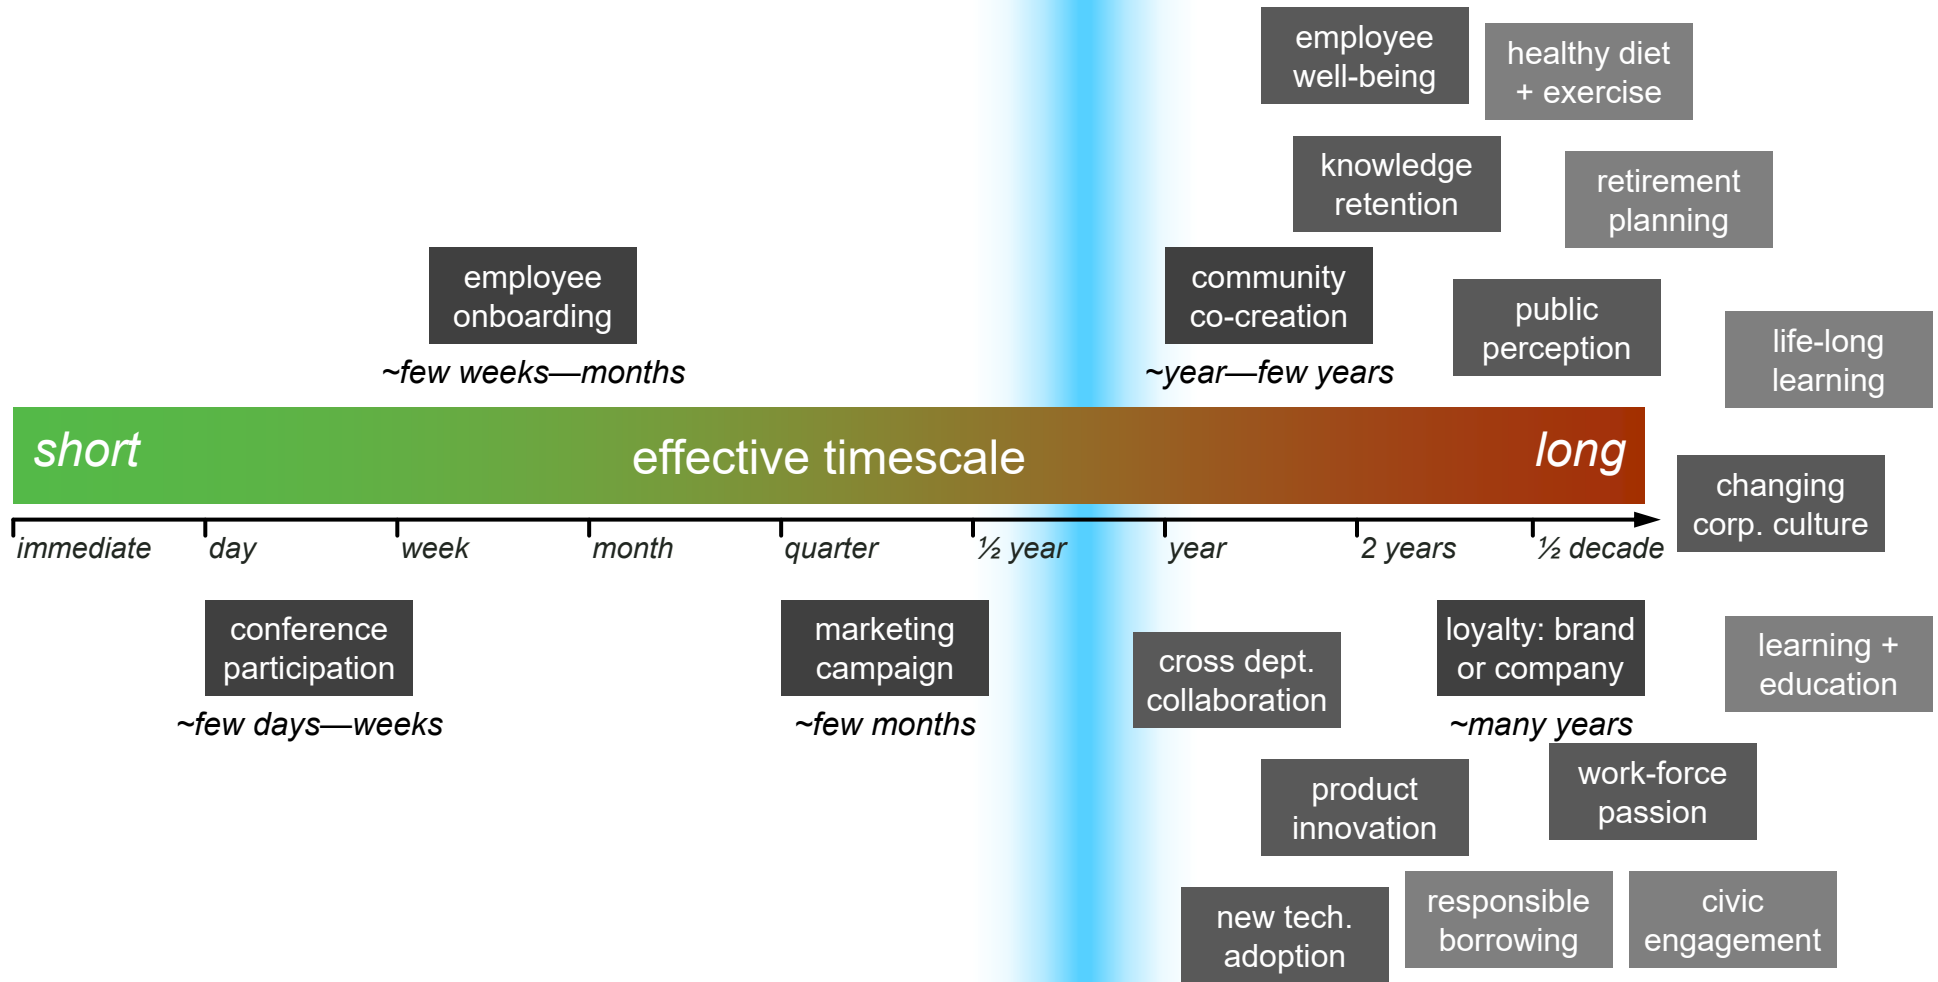 employee
well-being
healthy diet
+ exercise
knowledge
retention
retirement
planning
employee
onboarding
~few weeks—months
community
co-creation
~year—few years
public
perception
life-long
learning
short
effective timescale
long
changing
corp. culture
immediate
day
week
month
quarter
½ year
year
2 years
½ decade
conference
participation
~few days—weeks
marketing
campaign
~few months
cross dept.
collaboration
loyalty: brand
or company
~many years
learning +
education
product
innovation
work-force
passion
new tech.
adoption
responsible
borrowing
civic
engagement